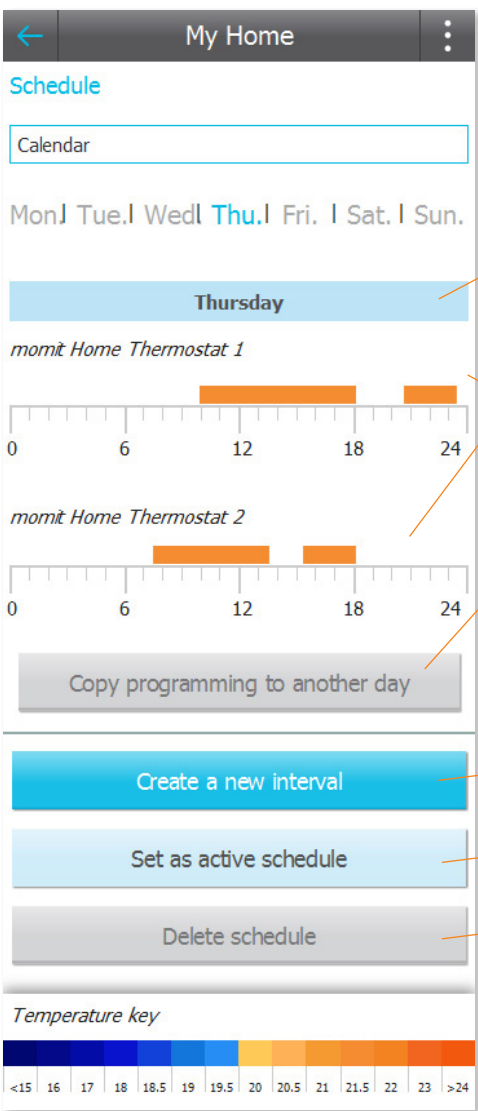 My Home
Schedule
Calendar
Mon. Tue. Wed. Thu. Fri. Sat. Sun.
Thursday
momit Home Thermostat 1
0 6 12 18 24
momit Home Thermostat 2
0 6 12 18 24
Copy programming to another day
Create a new interval
Set as active schedule
Delete schedule
Temperature key
<15 16 17 18 18.5 19 19.5 20 20.5 21 21.5 22 23 >24